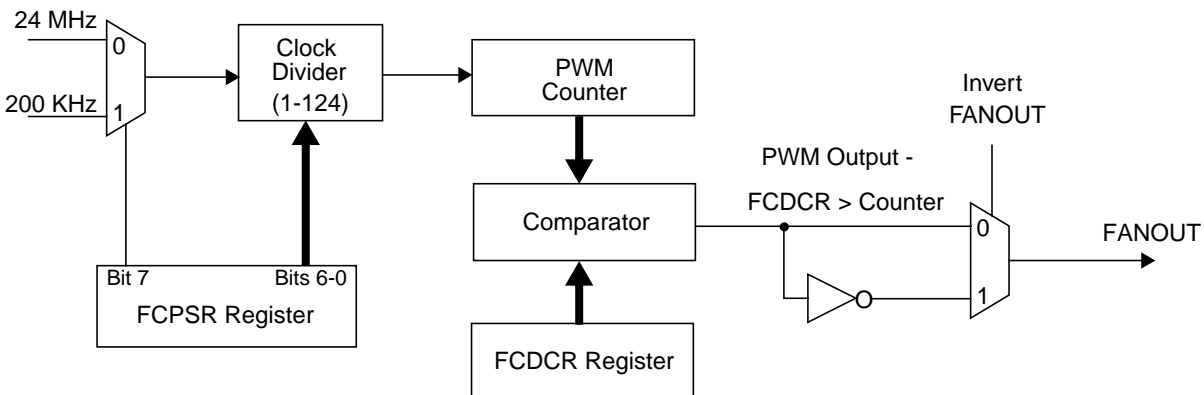 24 MHz
0
200 KHz
1
Clock
Divider
(1-124)
PWM
Counter
Invert
FANOUT
PWM Output -
FCDCR > Counter
Comparator
0
1
FANOUT
Bit 7
Bits 6-0
FCPSR Register
FCDCR Register